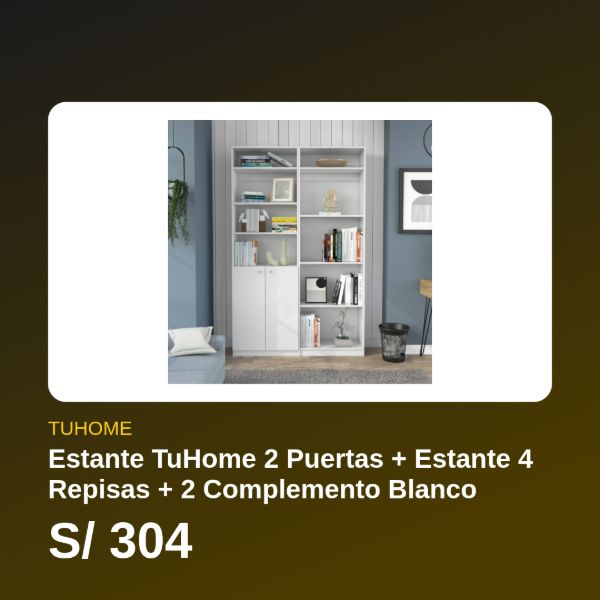 TUHOME
Estante TuHome 2 Puertas + Estante 4
Repisas + 2 Complemento Blanco
S/ 304